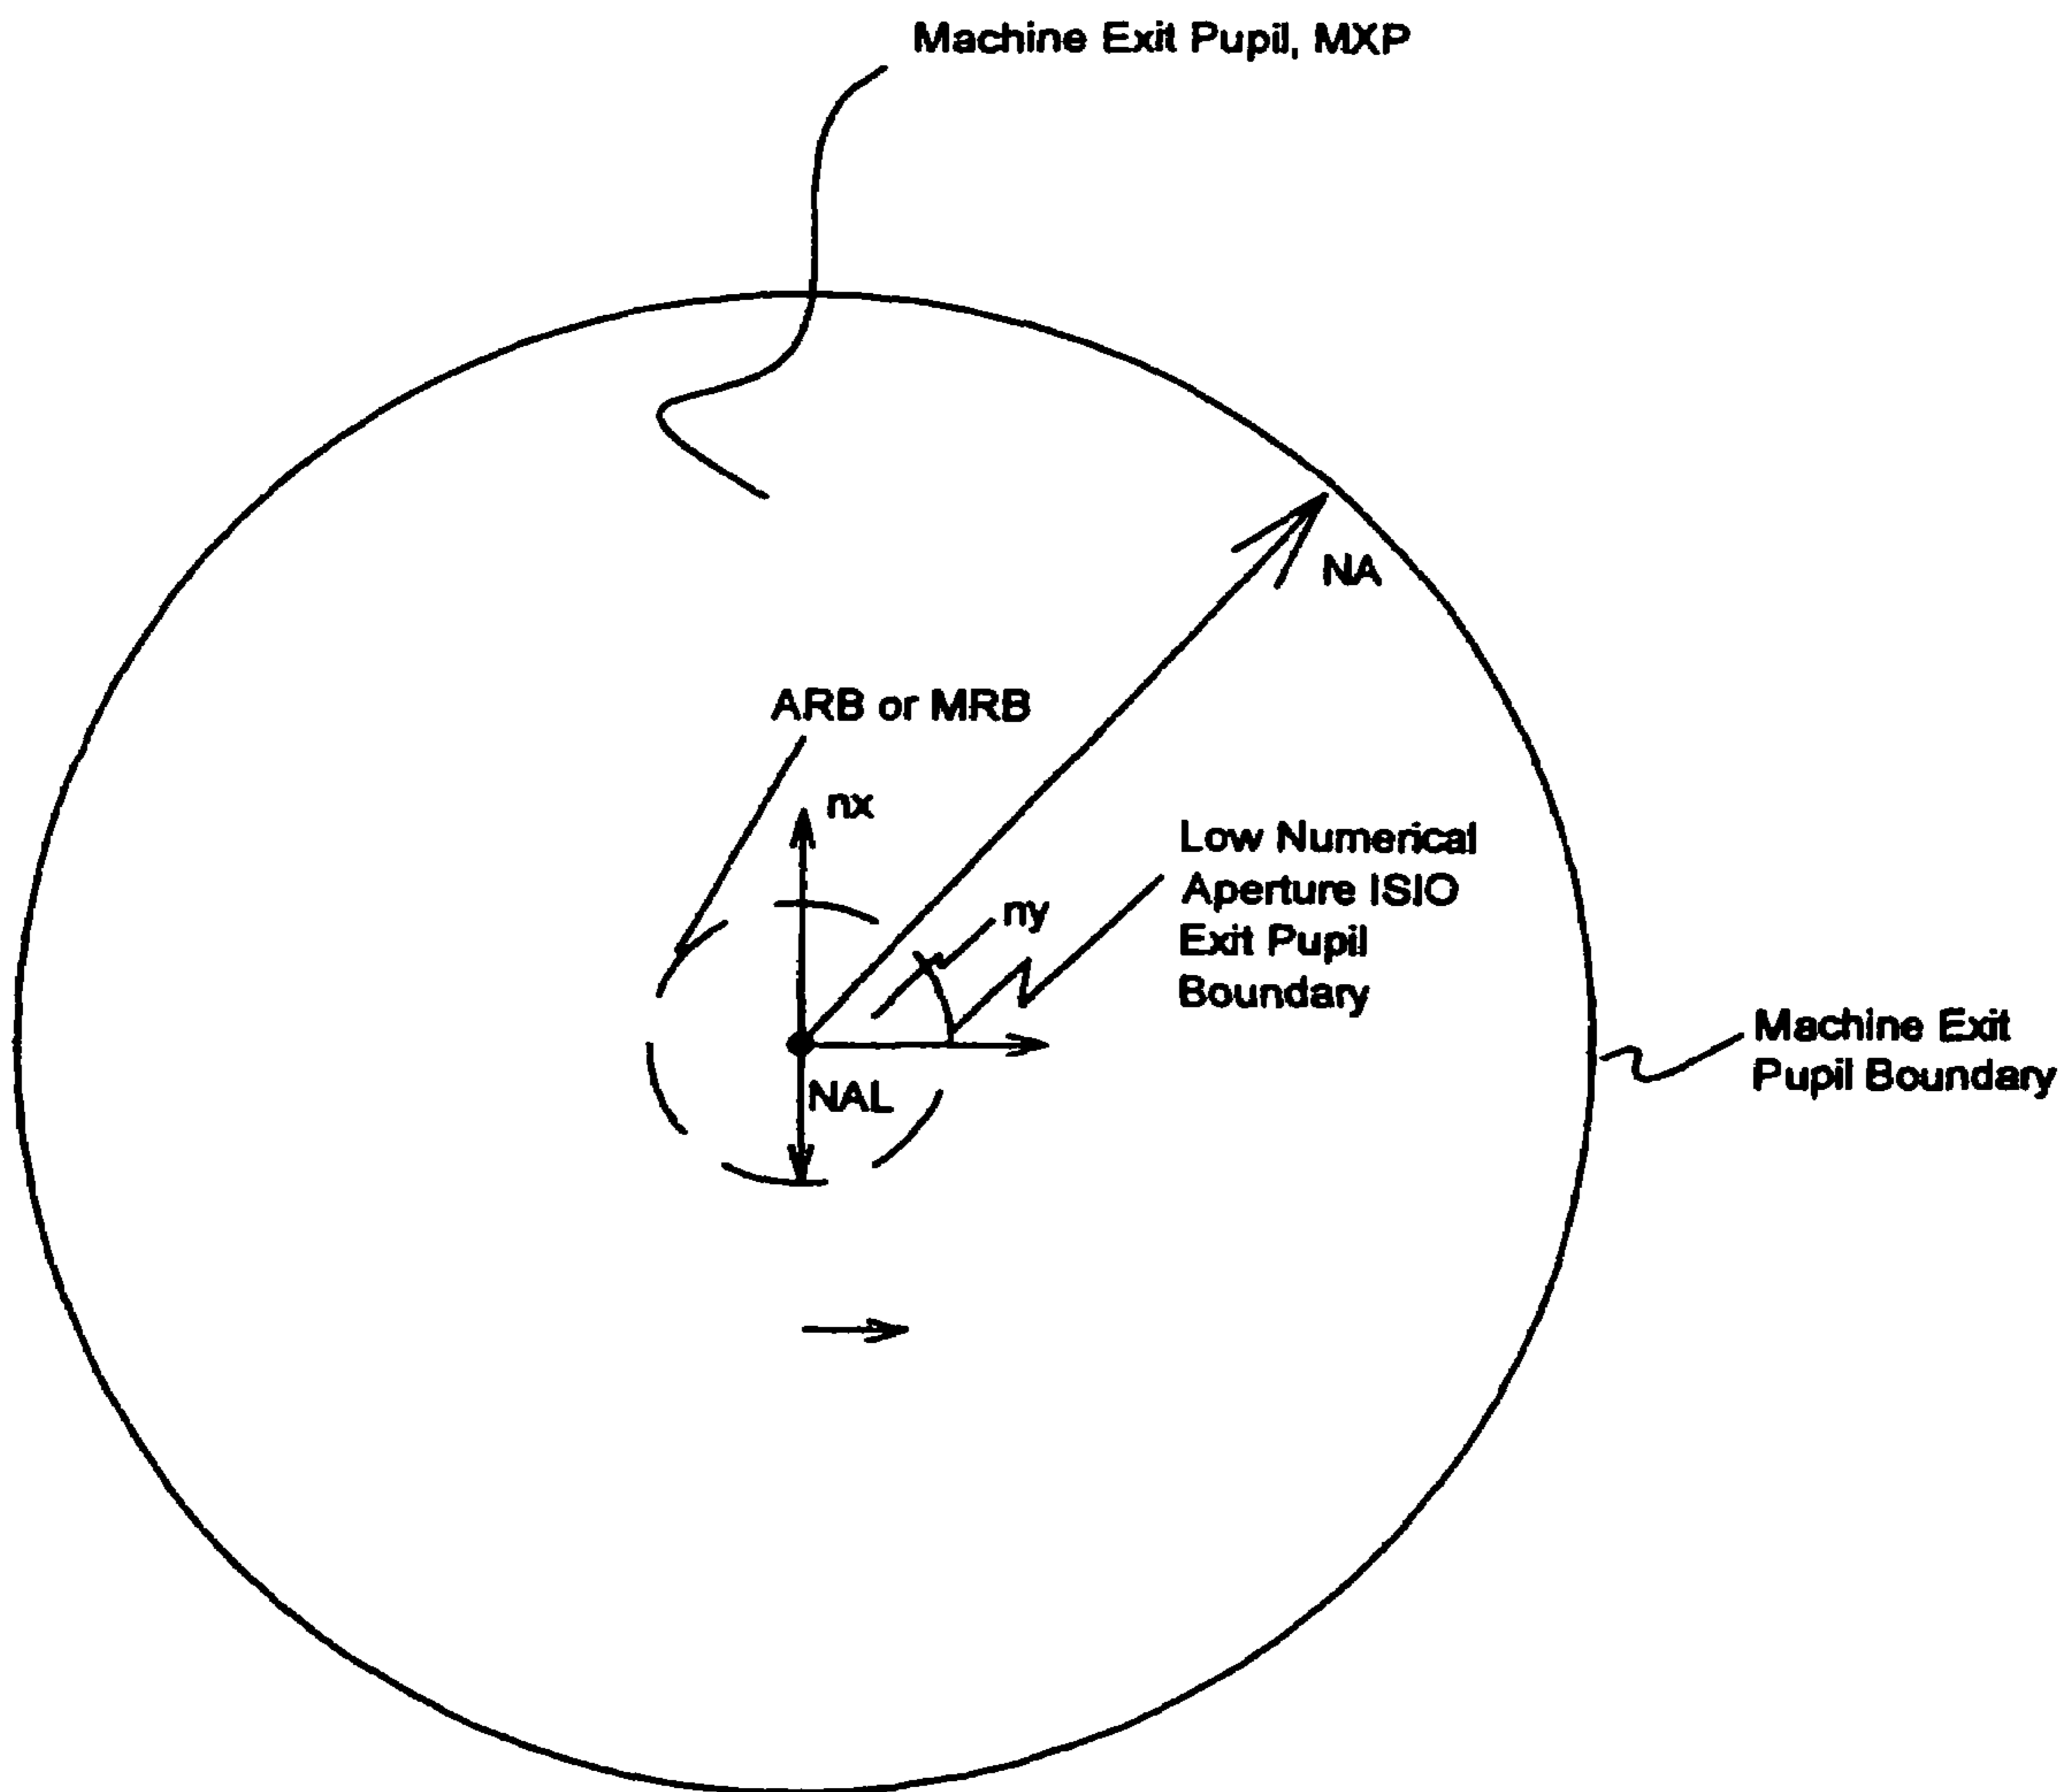 Machine Exit Pupil, MXP
NA
ARB or MRB
nx
Low Numerical
Aperture ISIO
Exit Pupil
Boundary
ny
Machine Exit
Pupil Boundary
NAL